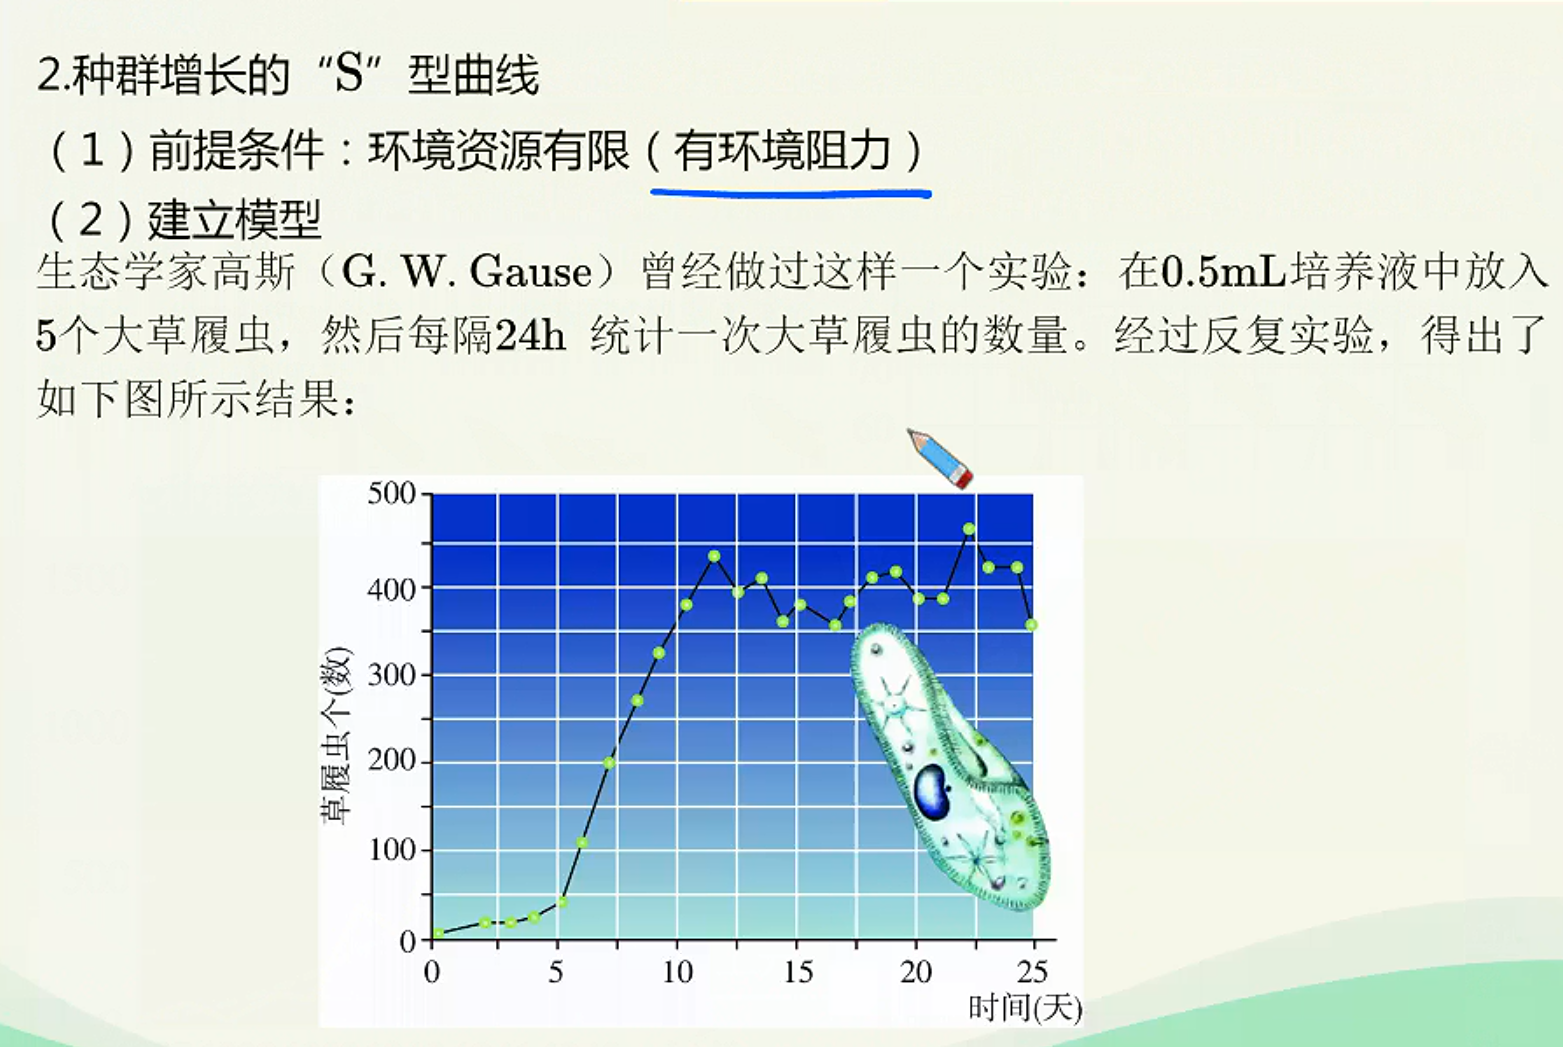 2.种群增长的“S”型曲线
（1）前提条件：环境资源有限（有环境阻力）
（2）建立模型
生态学家高斯（G. W. Gause）曾经做过这样一个实验：在0.5mL培养液中放入
5个大草履虫，然后每隔24h 统计一次大草履虫的数量。经过反复实验，得出了
如下图所示结果：
500
400
300
200
100
0
草履虫个(数)
0 5 10 15 20 25
时间(天)